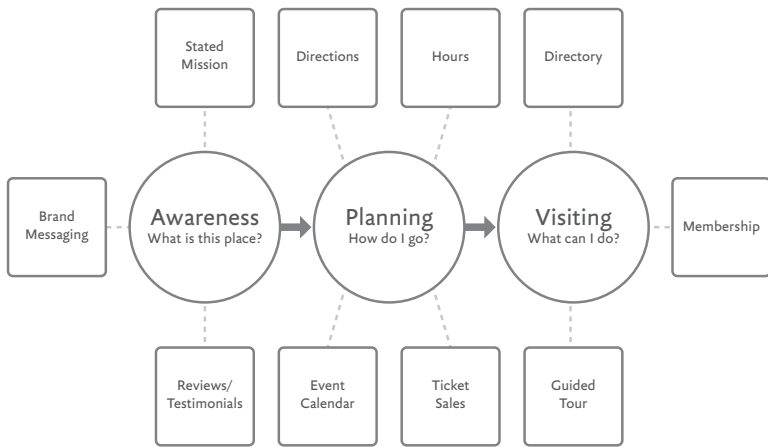 Stated
Mission
Directions
Hours
Directory
Brand
Messaging
Awareness
What is this place?
Planning
How do I go?
Visiting
What can I do?
Membership
Reviews/
Testimonials
Event
Calendar
Ticket
Sales
Guided
Tour